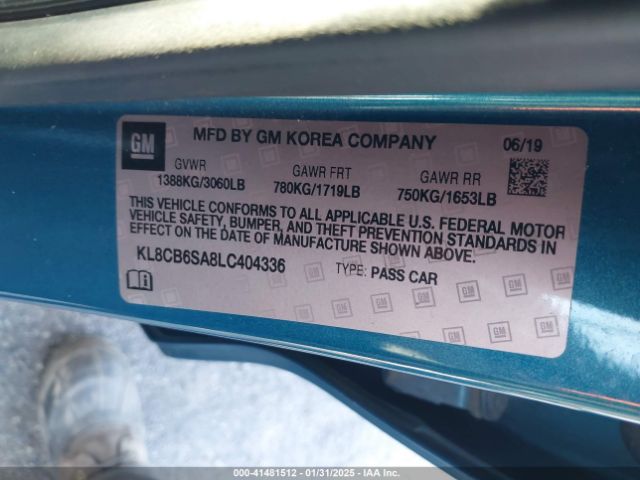 GM
MFD BY GM KOREA COMPANY
06/19
GVWR
1388KG/3060LB
GAWR FRT
780KG/1719LB
GAWR RR
750KG/1653LB
THIS VEHICLE CONFORMS TO ALL APPLICABLE U.S. FEDERAL MOTOR
VEHICLE SAFETY, BUMPER, AND THEFT PREVENTION STANDARDS IN
EFFECT ON THE DATE OF MANUFACTURE SHOWN ABOVE.
KL8CB6SA8LC404336
TYPE: PASS CAR
000-41481512 - 01/31/2025 - IAA Inc.